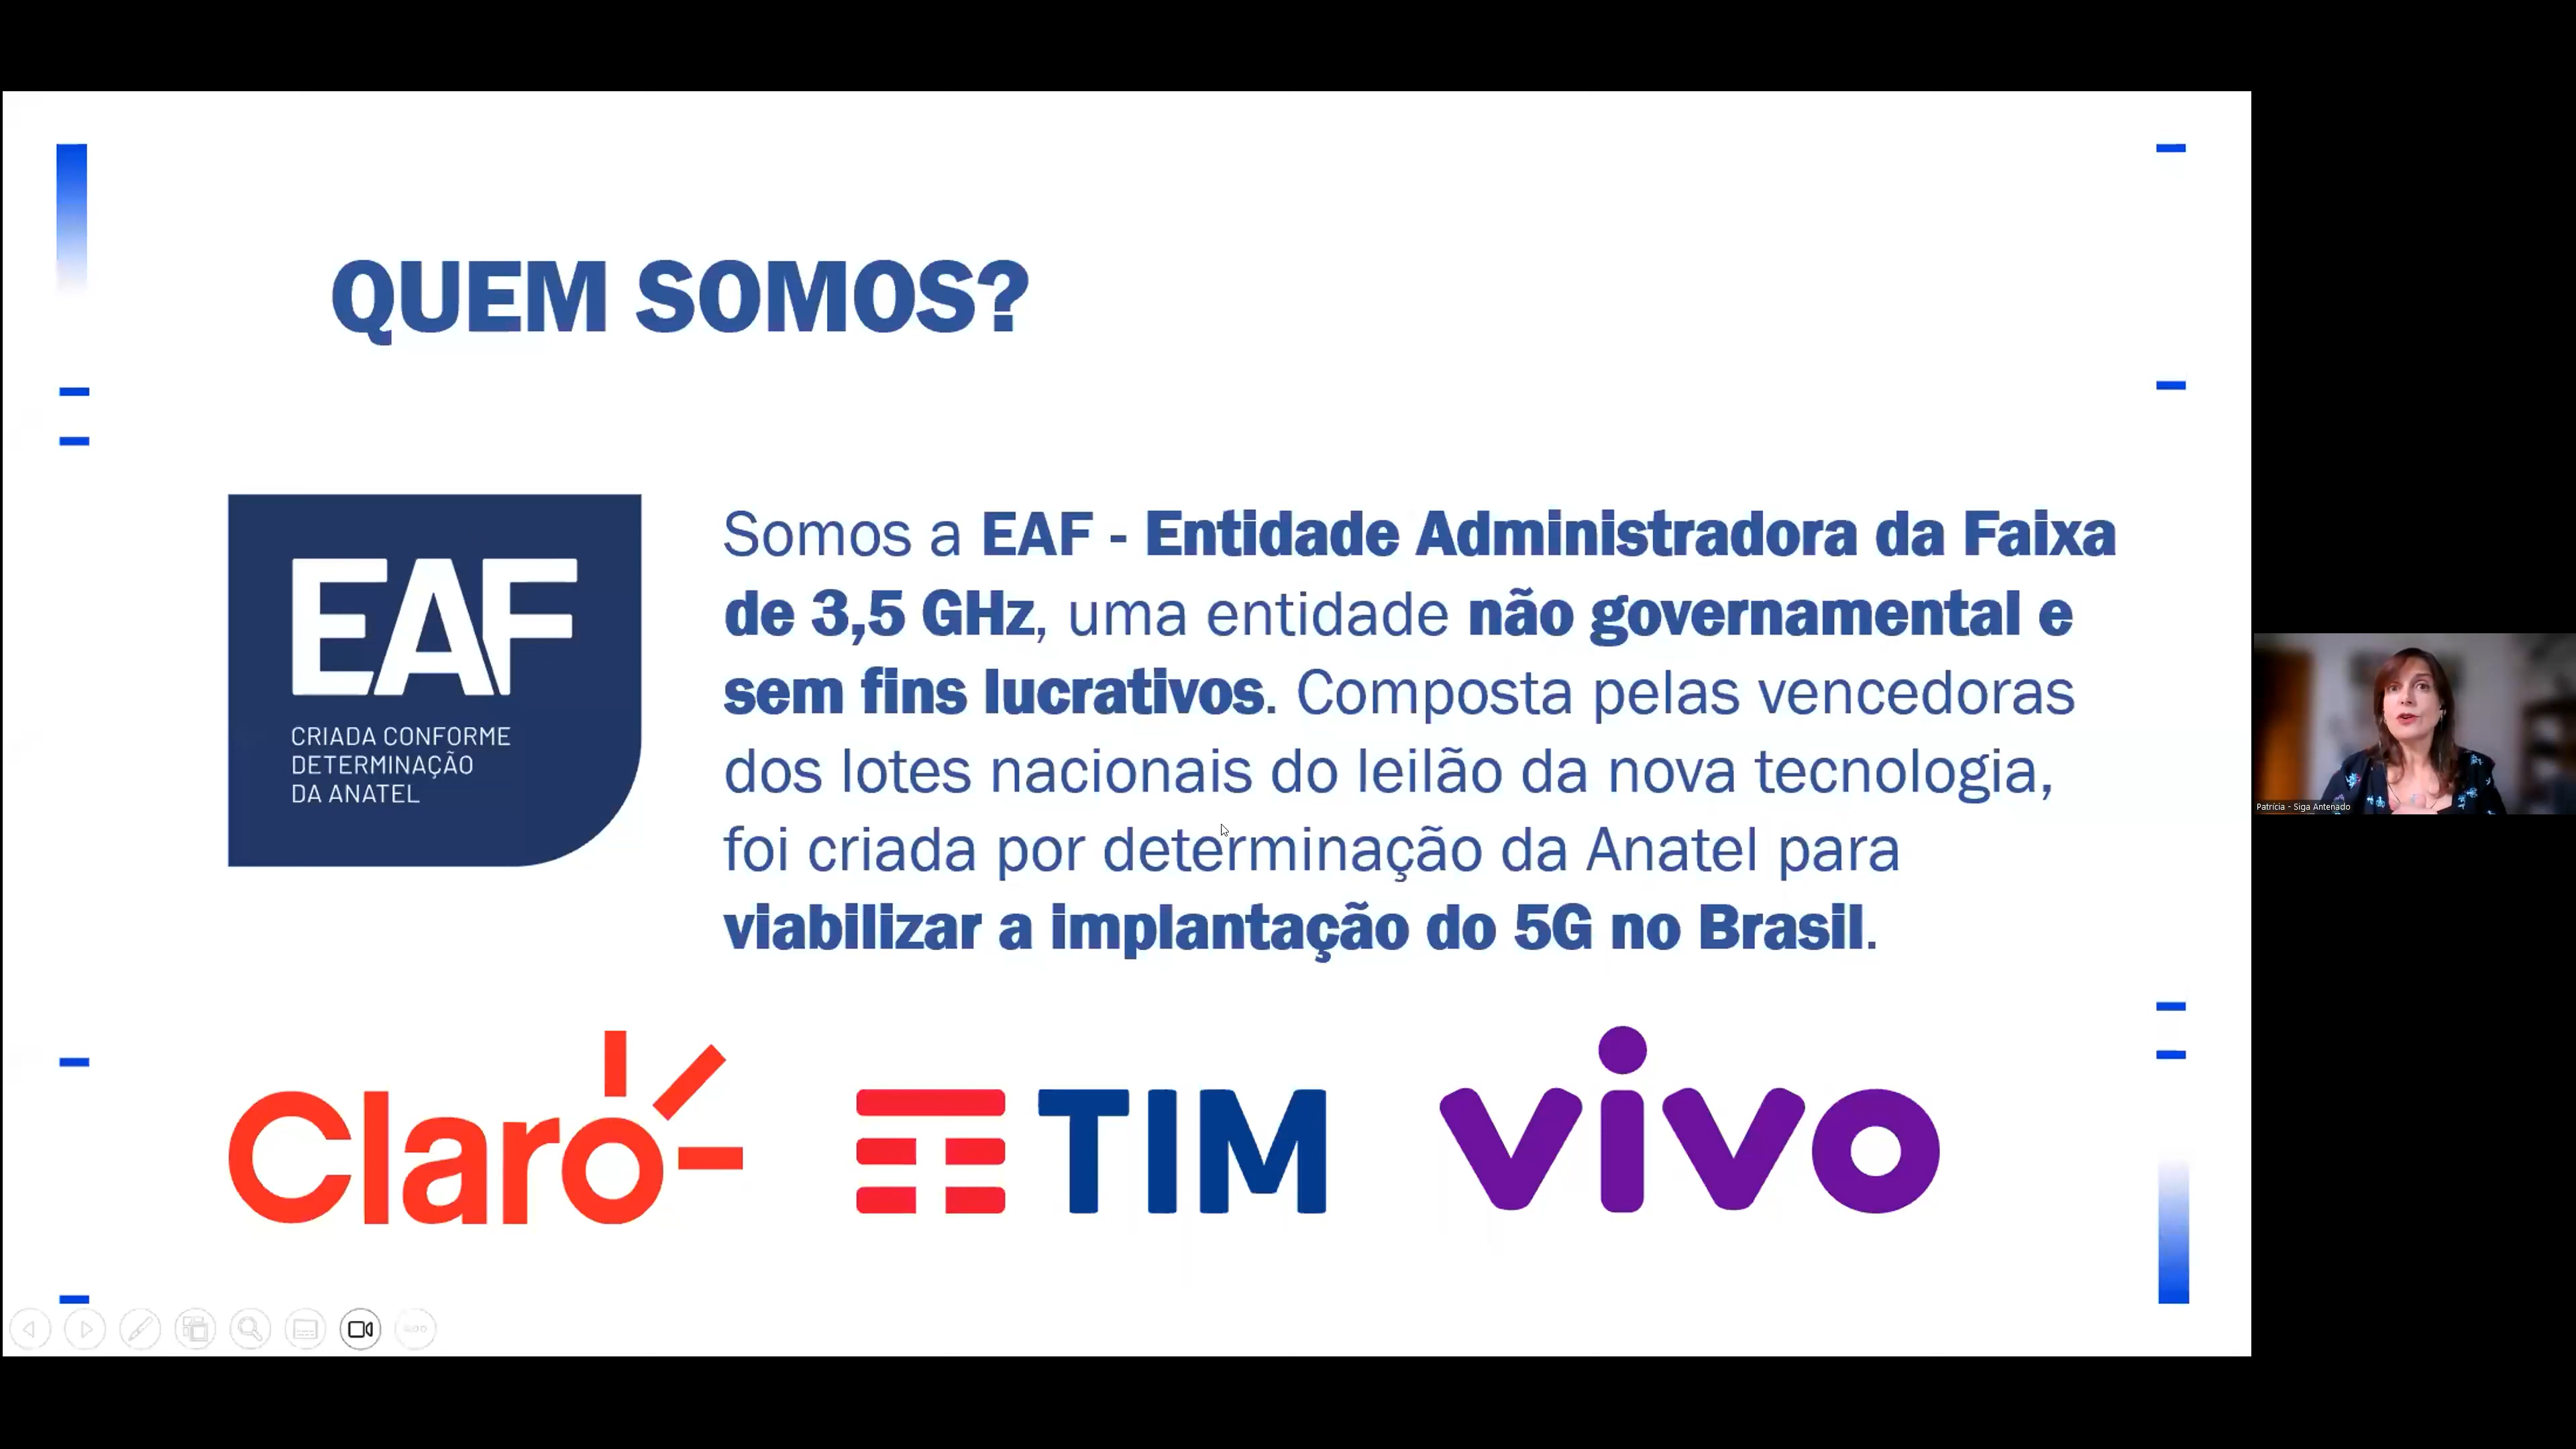 QUEM SOMOS?
EAF
CRIADA CONFORME
DETERMINAÇÃO
DA ANATEL
Somos a EAF - Entidade Administradora da Faixa
de 3,5 GHz, uma entidade não governamental e
sem fins lucrativos. Composta pelas vencedoras
dos lotes nacionais do leilão da nova tecnologia,
foi criada por determinação da Anatel para
viabilizar a implantação do 5G no Brasil.
Claro
TIM
vivo
Patrícia - Siga Antenado